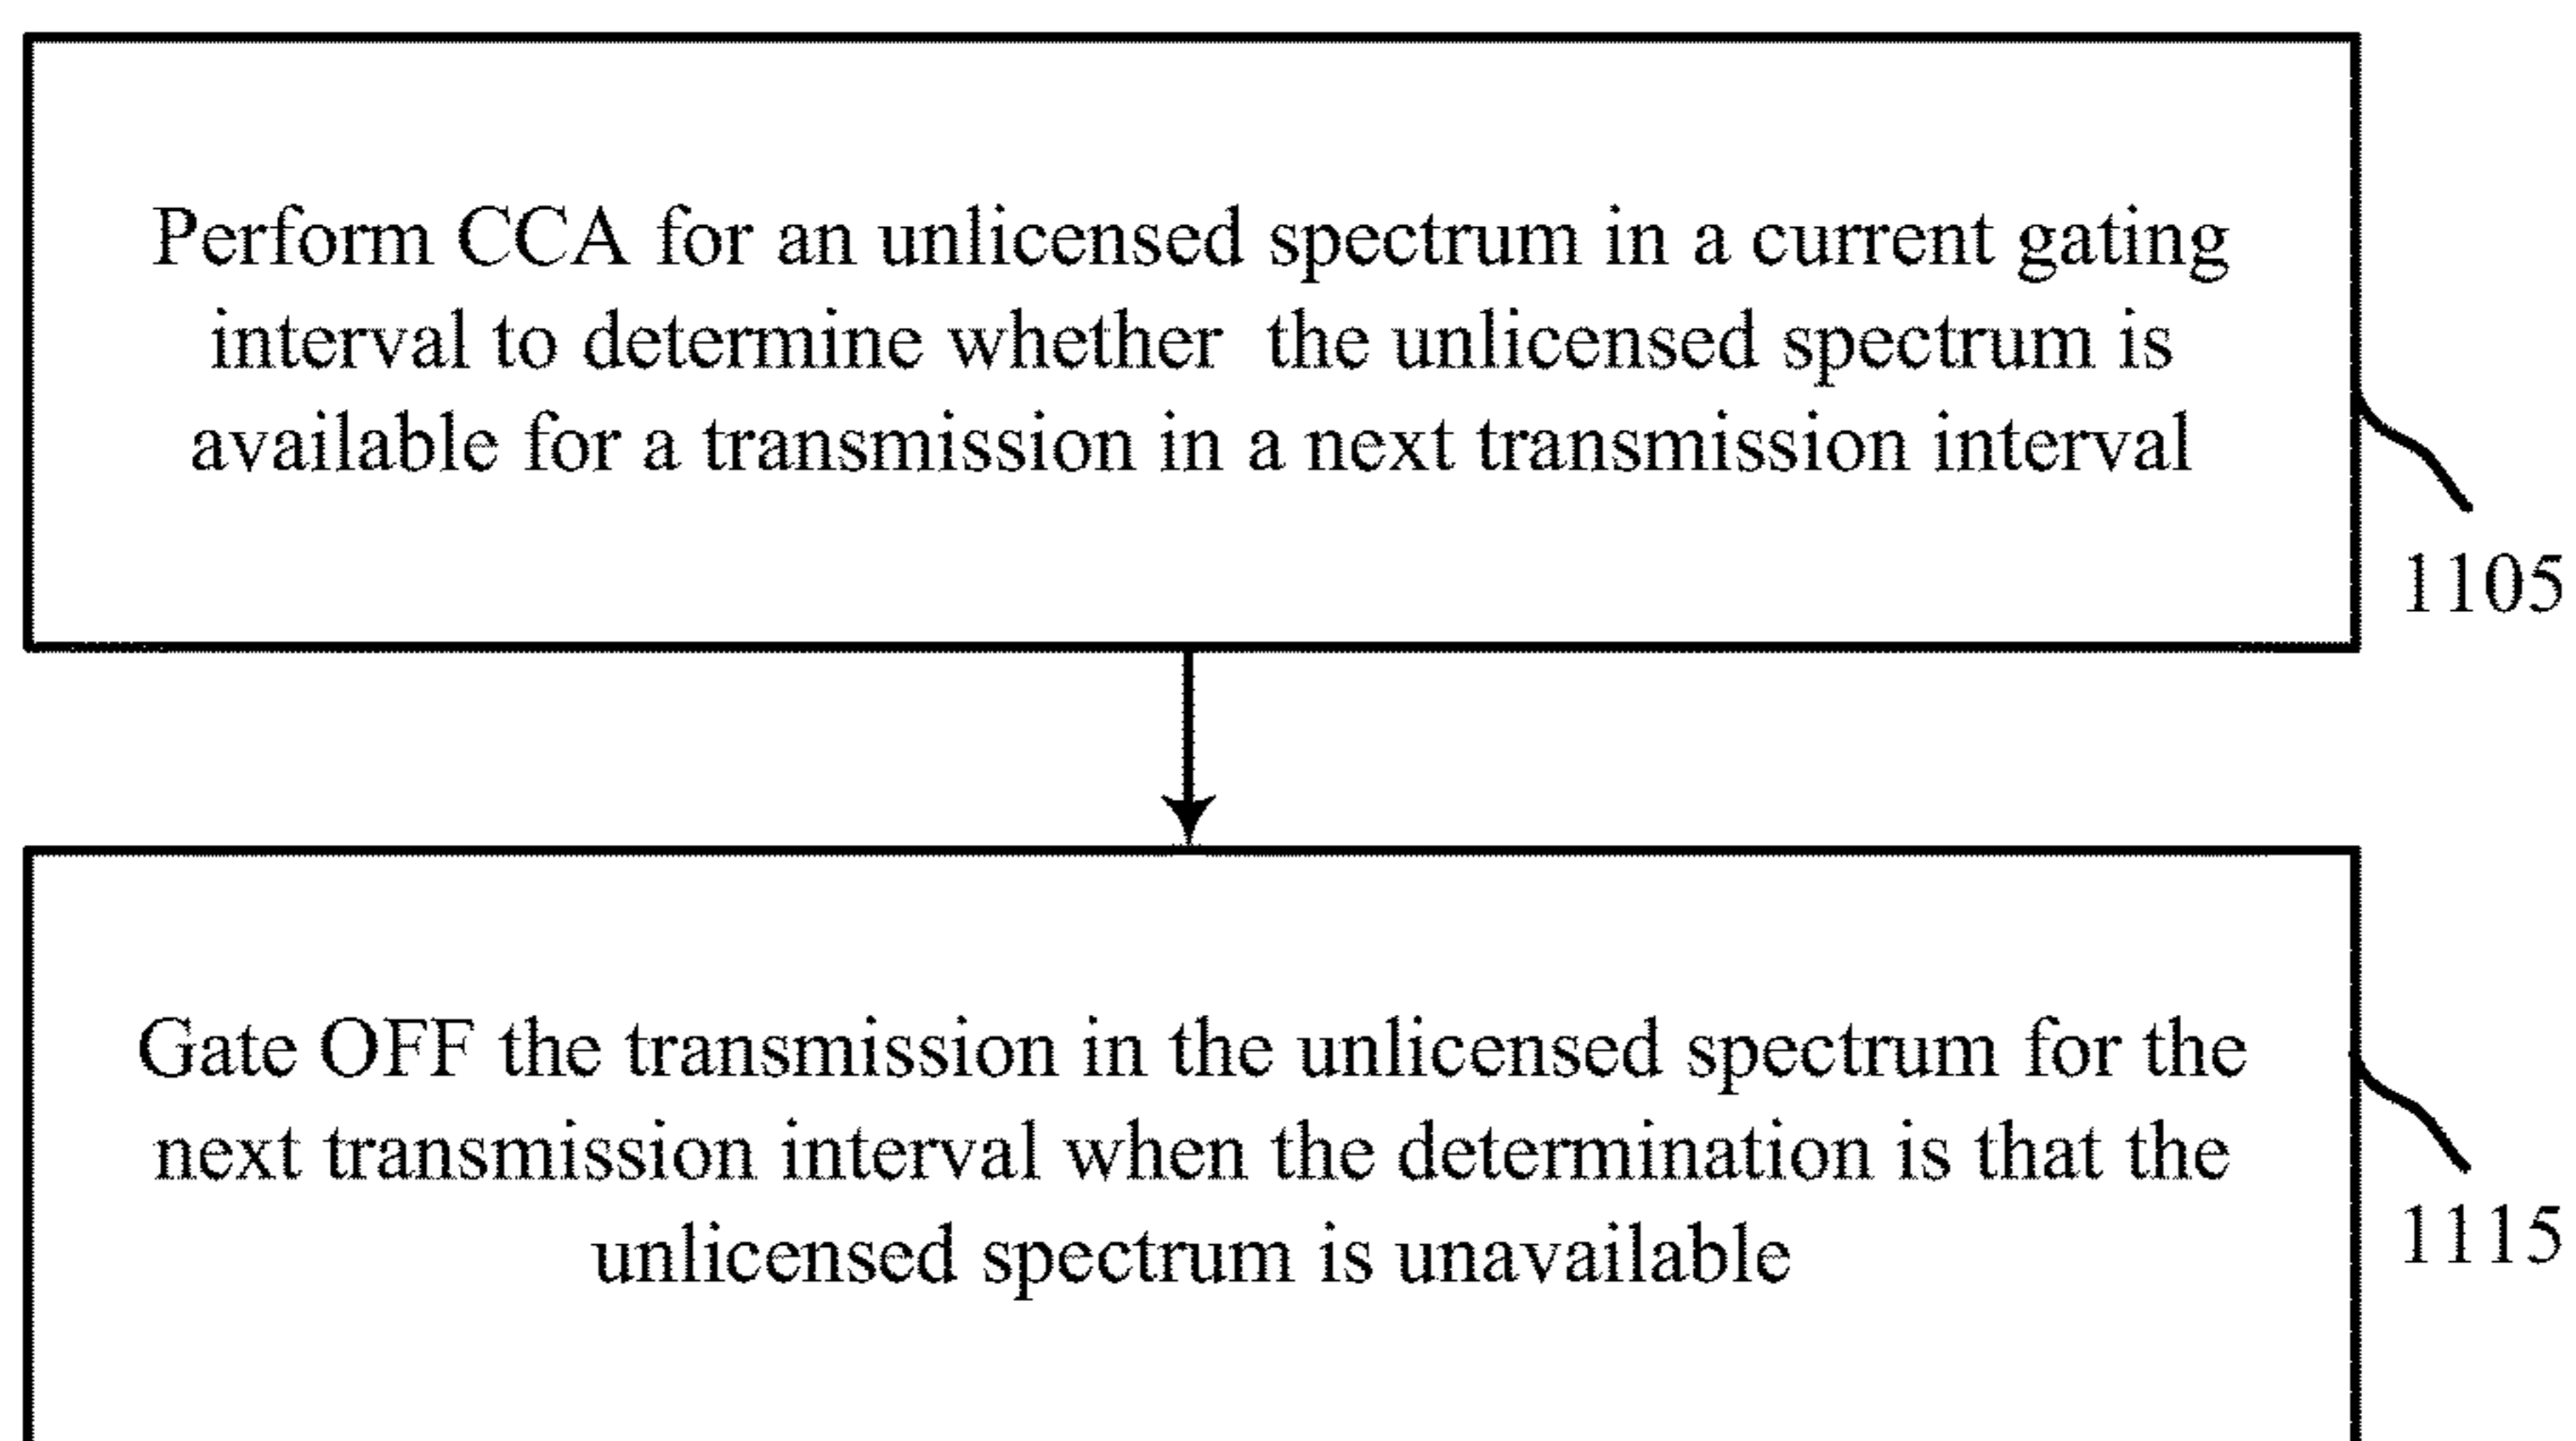 Perform CCA for an unlicensed spectrum in a current gating
interval to determine whether the unlicensed spectrum is
available for a transmission in a next transmission interval
1105
Gate OFF the transmission in the unlicensed spectrum for the
next transmission interval when the determination is that the
unlicensed spectrum is unavailable
1115